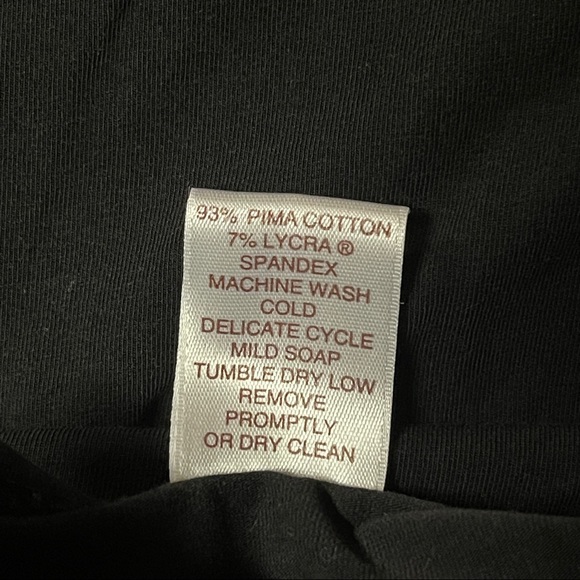 93% PIMA COTTON
7% LYCRA ®
SPANDEX
MACHINE WASH
COLD
DELICATE CYCLE
MILD SOAP
TUMBLE DRY LOW
REMOVE
PROMPTLY
OR DRY CLEAN